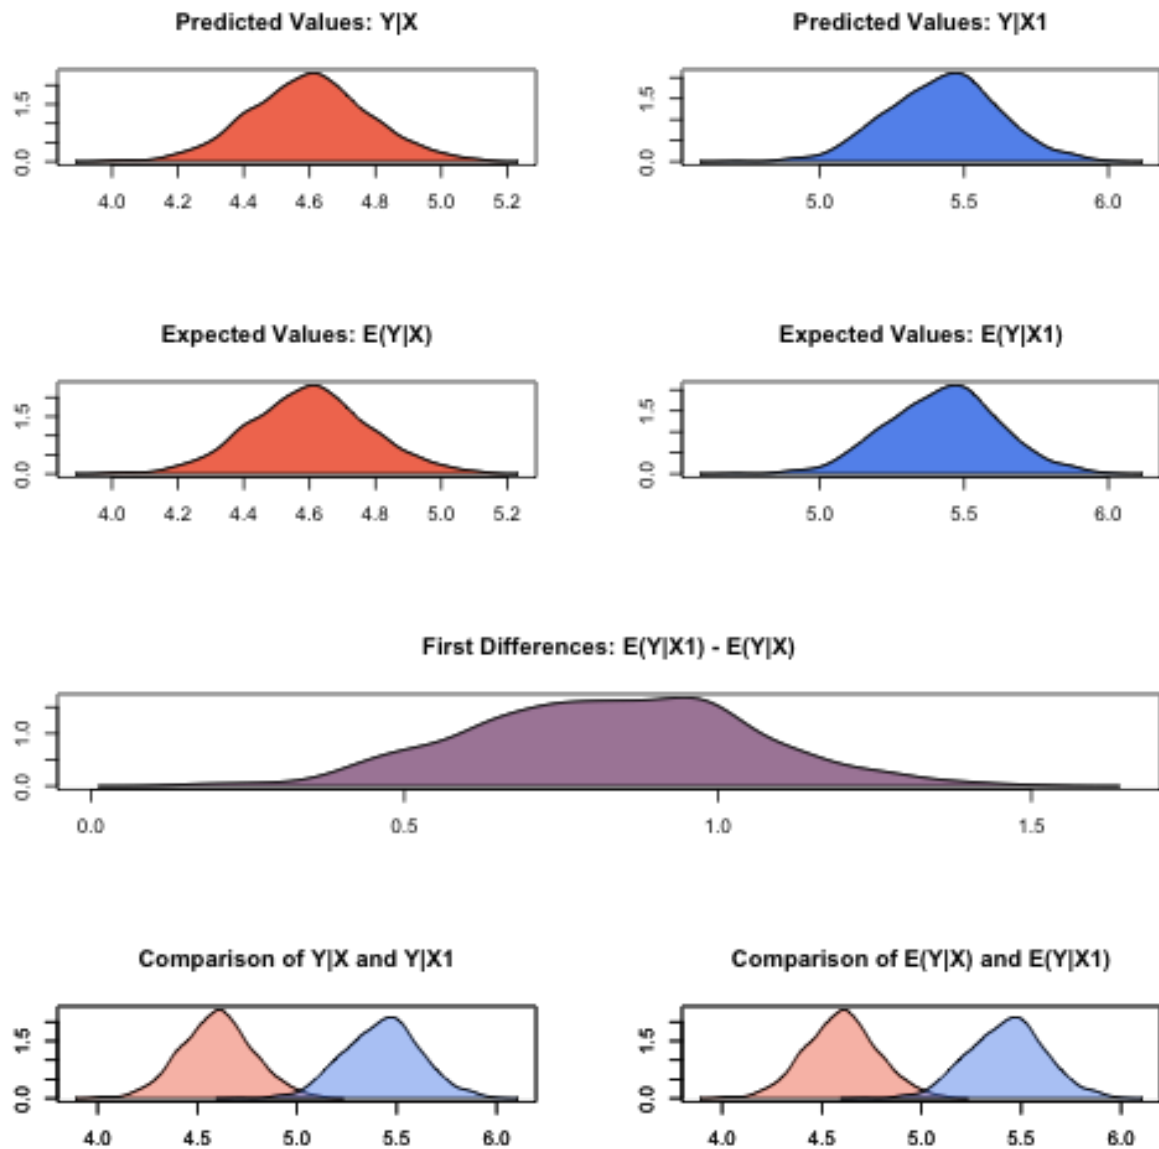 Predicted Values: Y|X
Predicted Values: Y|X1
0.0 1.5
4.0 4.2 4.4 4.6 4.8 5.0 5.2
0.0 1.5
5.0 5.5 6.0
Expected Values: E(Y|X)
Expected Values: E(Y|X1)
0.0 1.5
4.0 4.2 4.4 4.6 4.8 5.0 5.2
0.0 1.5
5.0 5.5 6.0
First Differences: E(Y|X1) - E(Y|X)
0.0 1.0
0.0 0.5 1.0 1.5
Comparison of Y|X and Y|X1
Comparison of E(Y|X) and E(Y|X1)
0.0 1.5
4.0 4.5 5.0 5.5 6.0
0.0 1.5
4.0 4.5 5.0 5.5 6.0